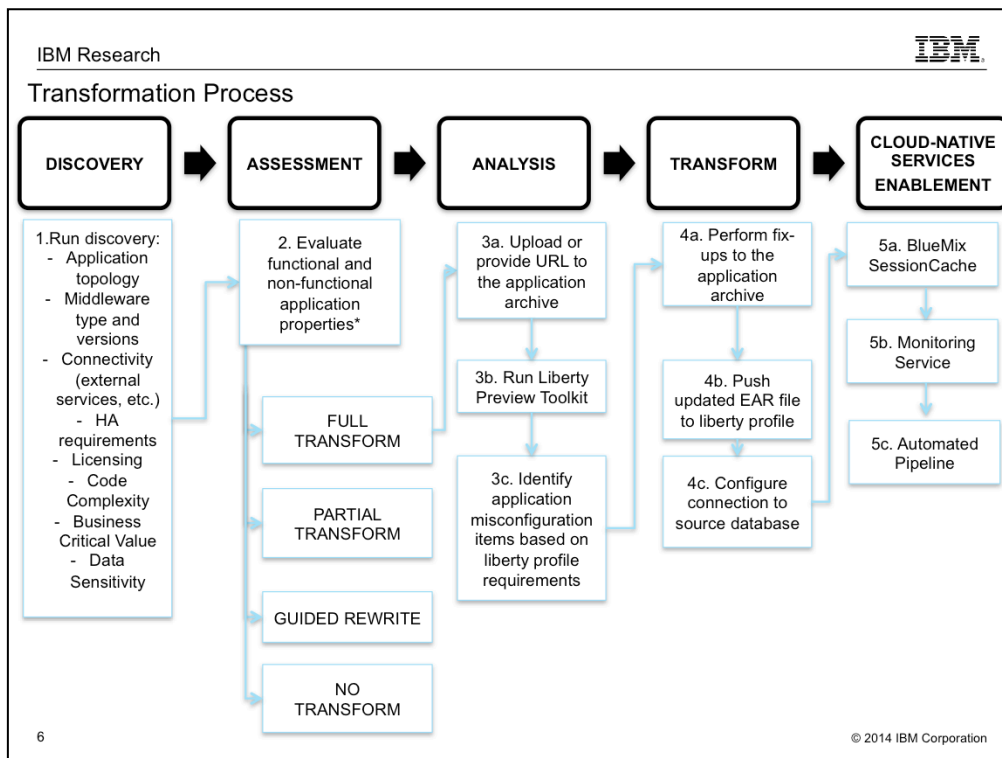 IBM Research
IBM
Transformation Process
DISCOVERY
ASSESSMENT
ANALYSIS
TRANSFORM
CLOUD-NATIVE
SERVICES
ENABLEMENT
1.Run discovery:
- Application
topology
- Middleware
type and
versions
- Connectivity
(external
services, etc.)
- HA
requirements
- Licensing
- Code
Complexity
- Business
Critical Value
- Data
Sensitivity
2. Evaluate
functional and
non-functional
application
properties*
FULL
TRANSFORM
PARTIAL
TRANSFORM
GUIDED REWRITE
NO
TRANSFORM
3a. Upload or
provide URL to
the application
archive
3b. Run Liberty
Preview Toolkit
3c. Identify
application
misconfiguration
items based on
liberty profile
requirements
4a. Perform fix-
ups to the
application
archive
4b. Push
updated EAR file
to liberty profile
4c. Configure
connection to
source database
5a. BlueMix
SessionCache
5b. Monitoring
Service
5c. Automated
Pipeline
6
© 2014 IBM Corporation